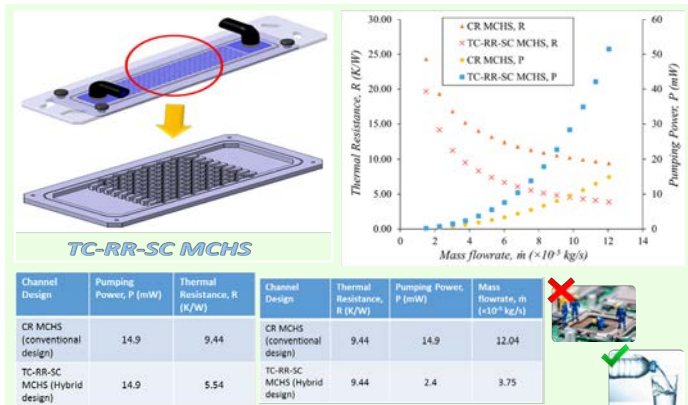 TC-RR-SC MCHS
30.00
25.00
20.00
15.00
10.00
5.00
0.00
Thermal Resistance, R (K/W)
CR MCHS, R
TC-RR-SC MCHS, R
CR MCHS, P
TC-RR-SC MCHS, P
60
50
40
30
20
10
0
Pumping Power, P (mW)
0 2 4 6 8 10 12 14
Mass flowrate, ṁ (×10⁻⁵ kg/s)
Channel Design Pumping Power, P (mW) Thermal Resistance, R (K/W)
CR MCHS (conventional design) 14.9 9.44
TC-RR-SC MCHS (Hybrid design) 14.9 5.54
Channel Design Thermal Resistance, R (K/W) Pumping Power, P (mW) Mass flowrate, ṁ (×10⁻⁵ kg/s)
CR MCHS (conventional design) 9.44 14.9 12.04
TC-RR-SC MCHS (Hybrid design) 9.44 2.4 3.75